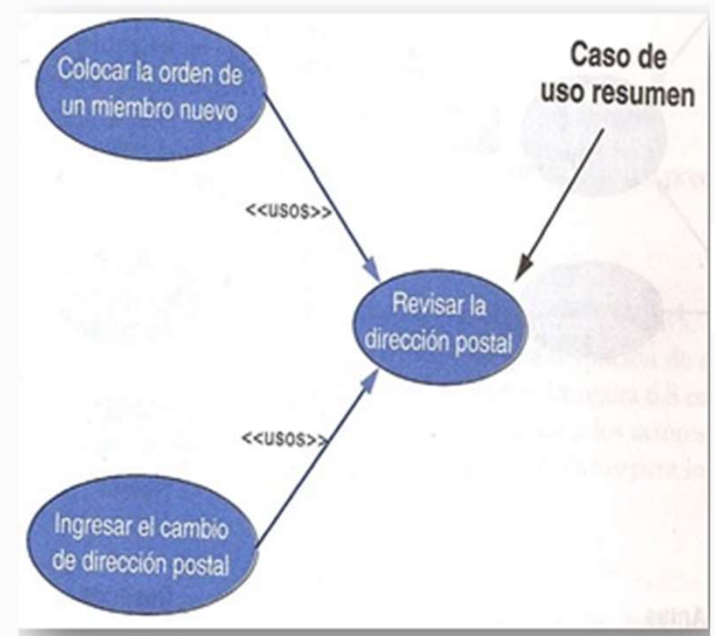 Colocar la orden de
un miembro nuevo
Caso de
uso resumen
<<usos>>
Revisar la
dirección postal
<<usos>>
Ingresar el cambio
de dirección postal